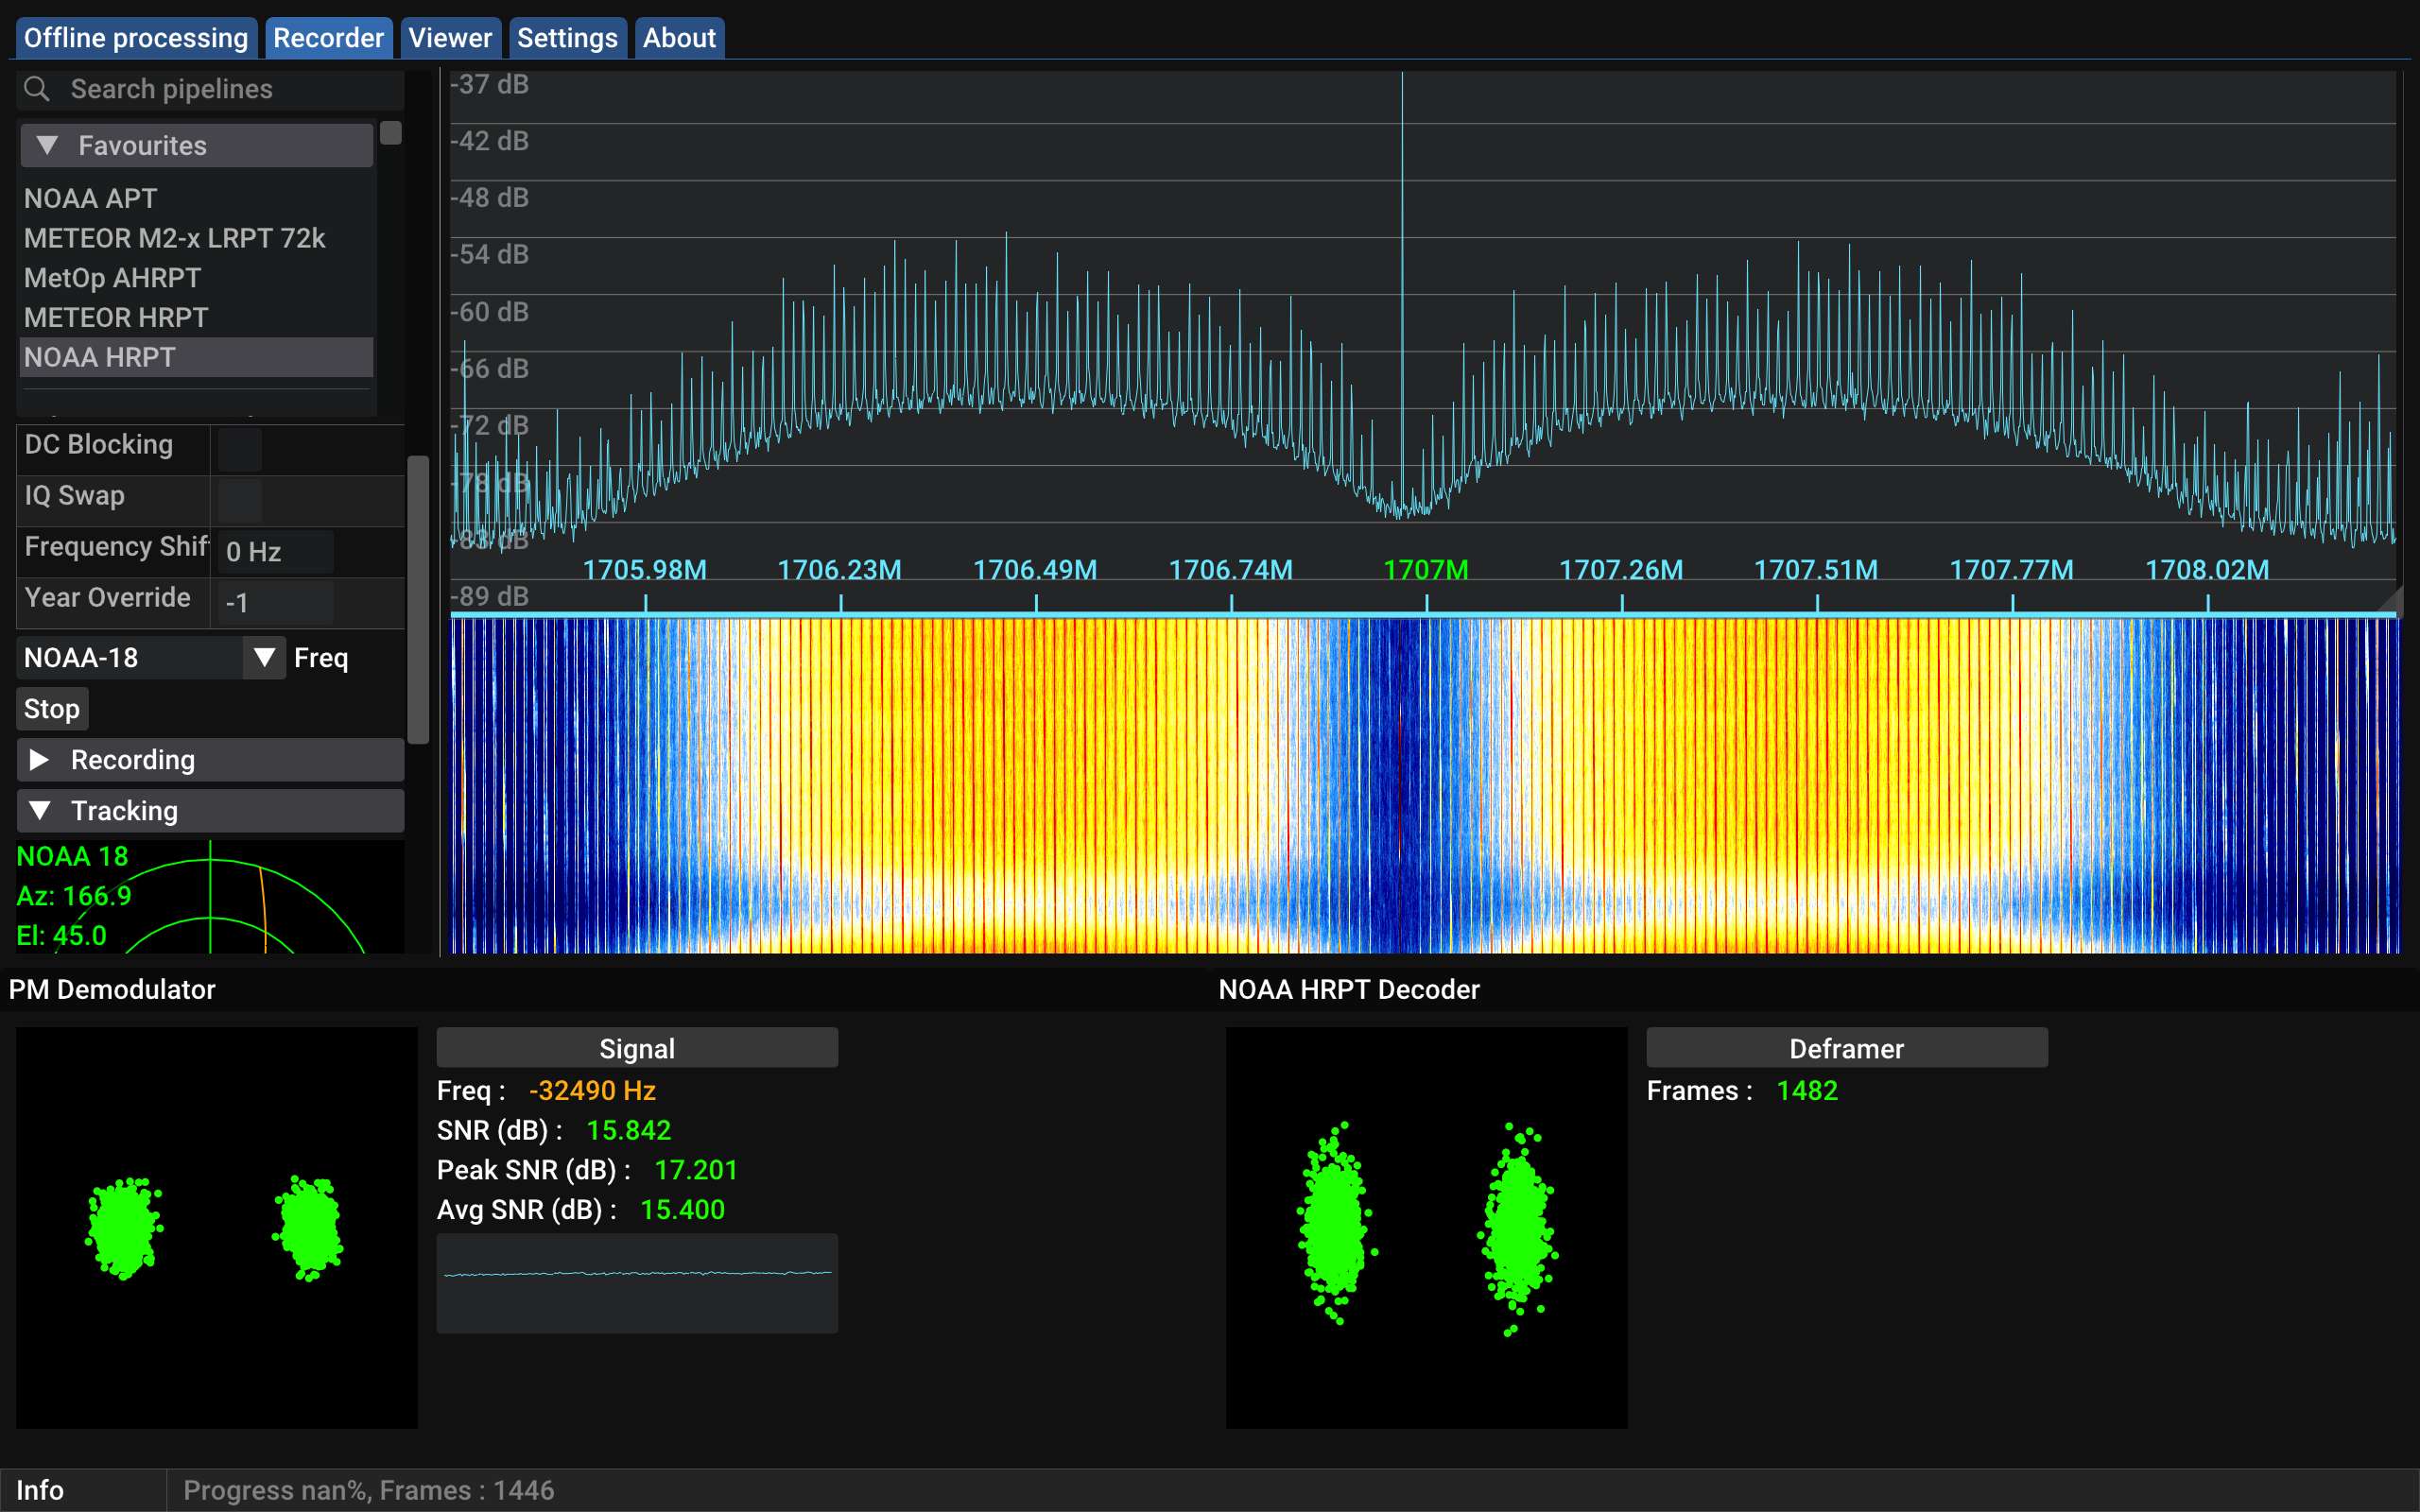 Offline processing Recorder Viewer Settings About
Search pipelines
Favourites
NOAA APT
METEOR M2-x LRPT 72k
MetOp AHRPT
METEOR HRPT
NOAA HRPT
DC Blocking
IQ Swap
Frequency Shif 0 Hz
Year Override -1
NOAA-18 Freq
Stop
Recording
Tracking
NOAA 18
Az: 166.9
El: 45.0
-37 dB
-42 dB
-48 dB
-54 dB
-60 dB
-66 dB
-72 dB
-78 dB
-83 dB
1705.98M 1706.23M 1706.49M 1706.74M 1707M 1707.26M 1707.51M 1707.77M 1708.02M
-89 dB
PM Demodulator
Signal
Freq : -32490 Hz
SNR (dB) : 15.842
Peak SNR (dB) : 17.201
Avg SNR (dB) : 15.400
NOAA HRPT Decoder
Deframer
Frames : 1482
Info Progress nan%, Frames : 1446